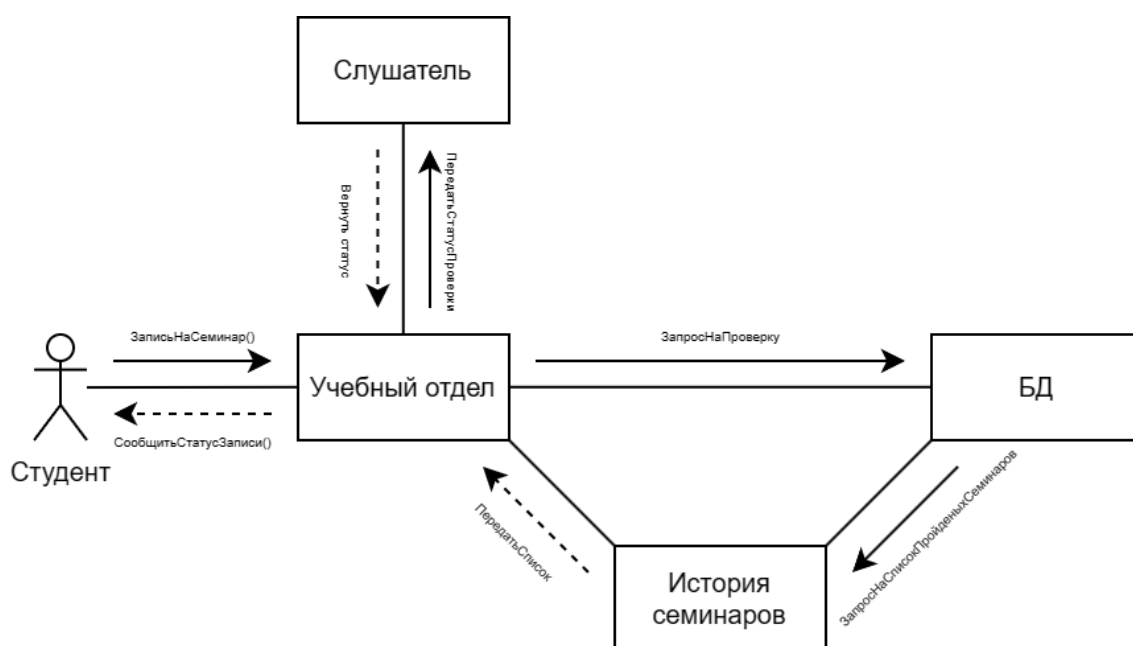 Слушатель
Вернуть статус
ПередатьСтатусПроверки
ЗаписьНаСеминар()
ЗапросНаПроверку
Учебный отдел
БД
СообщитьСтатусЗаписи()
Студент
ПередатьСписок
ЗапросНаСписокПройденыхСеминаров
История
семинаров